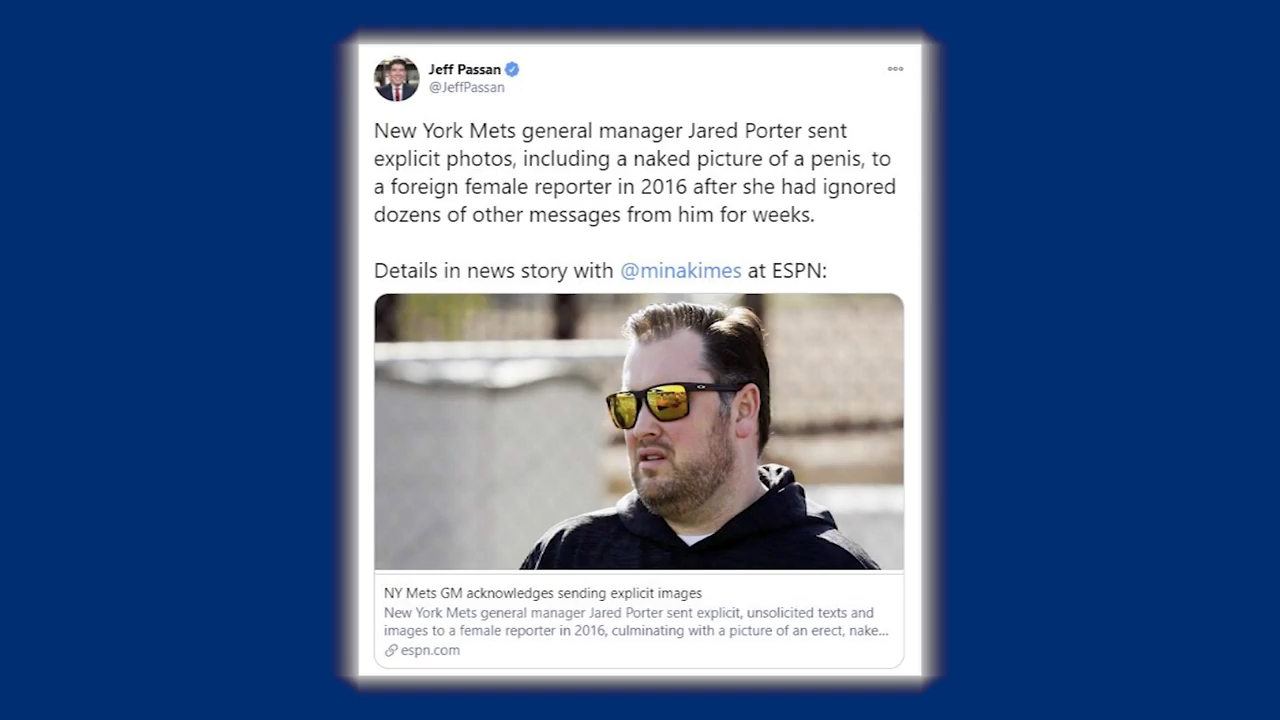 Jeff Passan
@JeffPassan
New York Mets general manager Jared Porter sent
explicit photos, including a naked picture of a penis, to
a foreign female reporter in 2016 after she had ignored
dozens of other messages from him for weeks.
Details in news story with @minakimes at ESPN:
NY Mets GM acknowledges sending explicit images
New York Mets general manager Jared Porter sent explicit, unsolicited texts and
images to a female reporter in 2016, culminating with a picture of an erect, nake...
espn.com